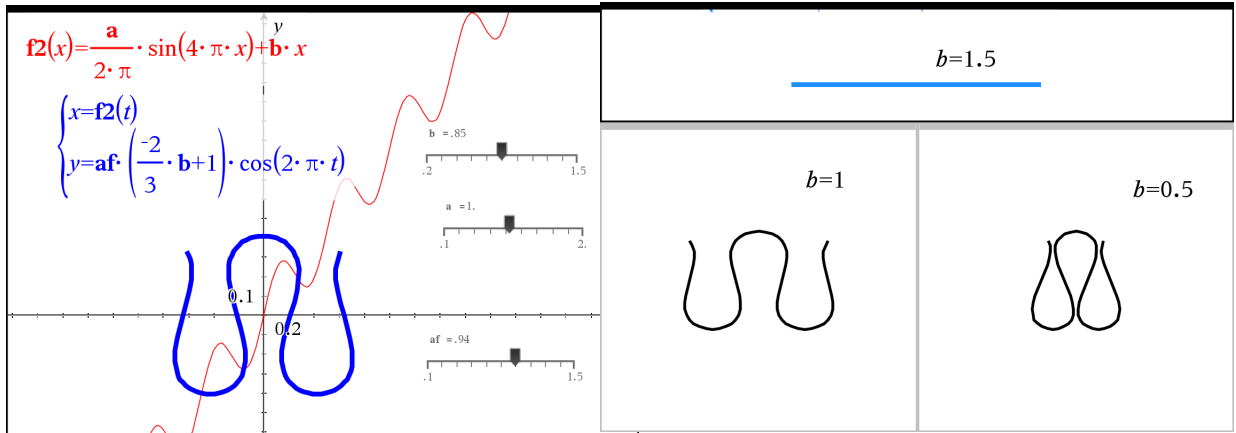 y
f2(x)=a/(2·π)·sin(4·π·x)+b·x
{x=f2(t)
y=af·(-2/3·b+1)·cos(2·π·t)
b =.85
.2 1.5
a =1.
.1 2.
0.1
0.2
af =.94
.1 1.5
b=1.5
b=1
b=0.5